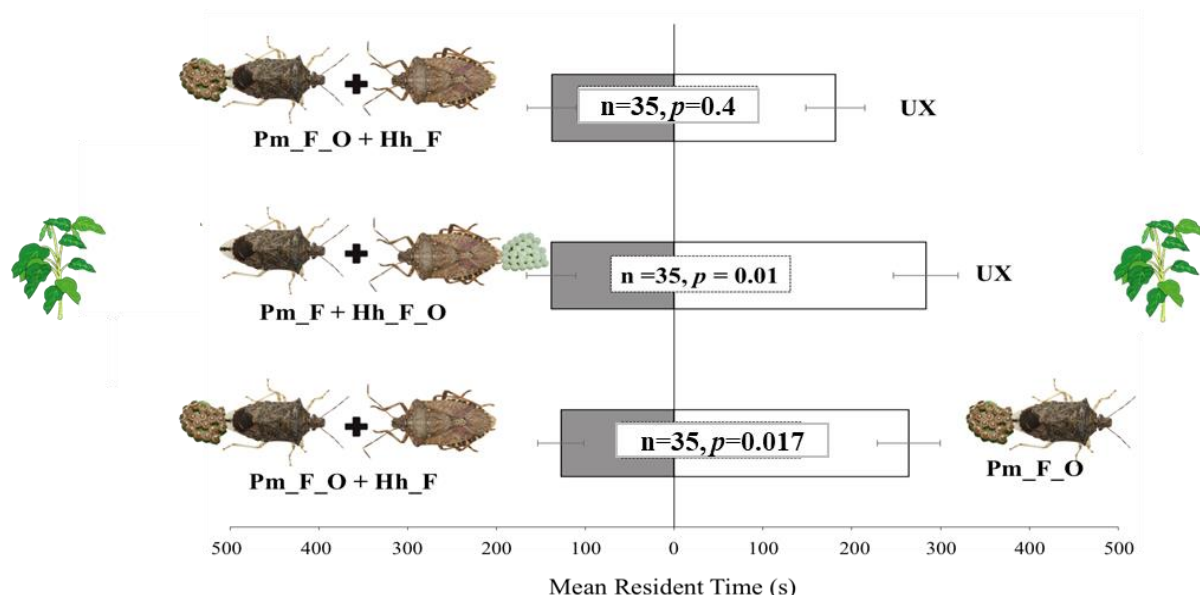 n=35, p=0.4
UX
Pm_F_O + Hh_F
n =35, p = 0.01
UX
Pm_F + Hh_F_O
n=35, p=0.017
Pm_F_O + Hh_F
Pm_F_O
500 400 300 200 100 0 100 200 300 400 500
Mean Resident Time (s)